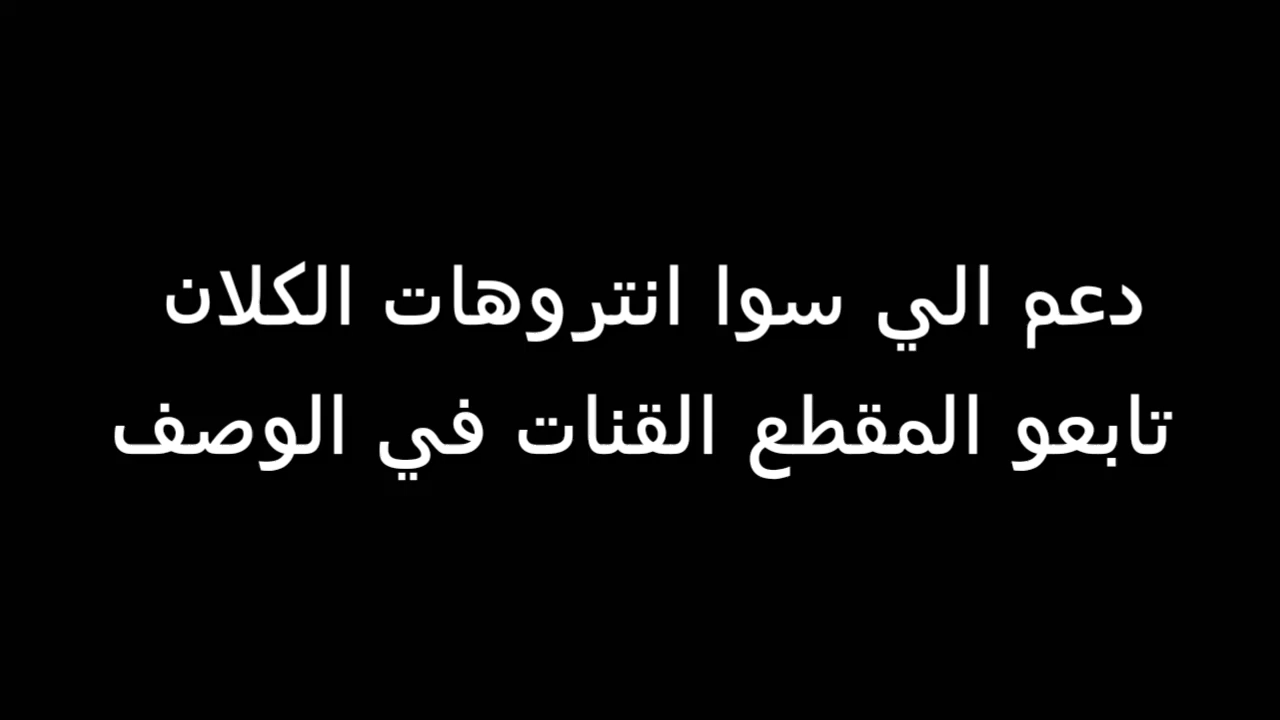 دعم الي سوا انتروهات الكلان
تابعو المقطع القنات في الوصف